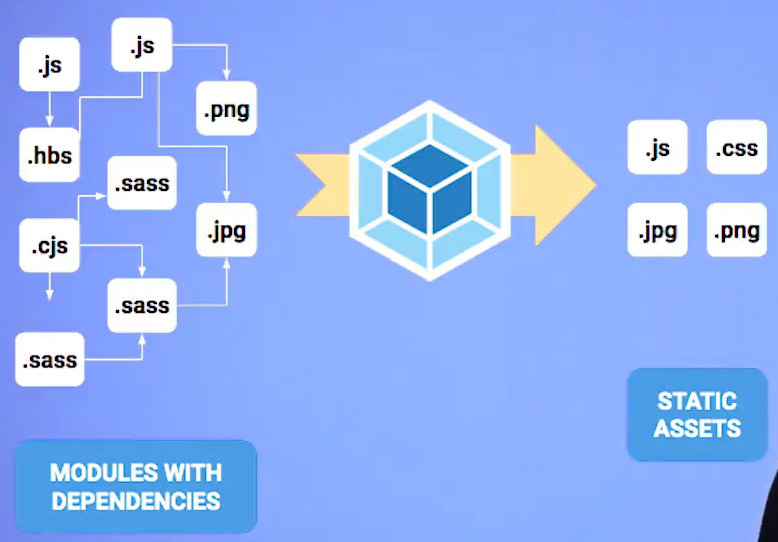 .js
.js
.png
.hbs
.sass
.cjs
.jpg
.sass
.sass
MODULES WITH
DEPENDENCIES
.js
.css
.jpg
.png
STATIC
ASSETS